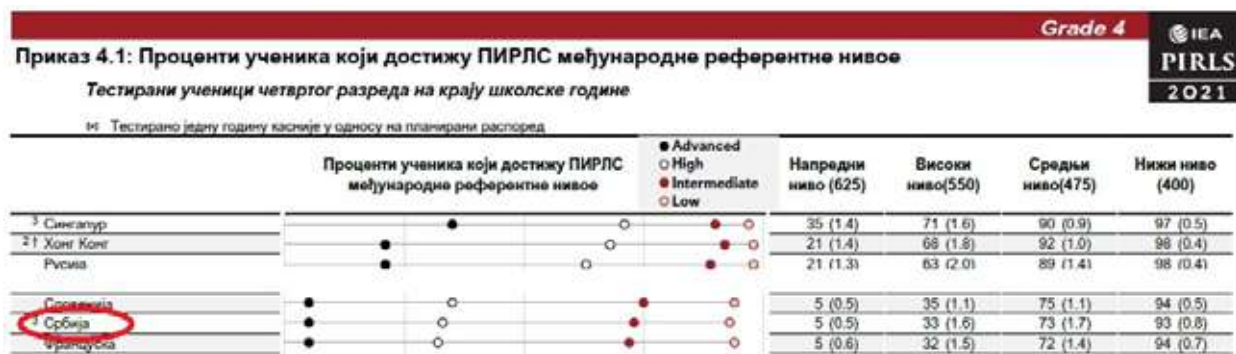 Grade 4
IEA
PIRLS
2021
Приказ 4.1: Проценти ученика који достижу ПИРЛС међународне референтне нивое
Тестирани ученици четвртог разреда на крају школске године
⋈ Тестирано једну годину касније у односу на планирани распоред
Проценти ученика који достижу ПИРЛС међународне референтне нивое
Advanced
High
Intermediate
Low
Напредни ниво (625)
Високи ниво(550)
Средњи ниво(475)
Нижи ниво (400)
3 Сингапур 35 (1.4) 71 (1.6) 90 (0.9) 97 (0.5)
2 † Хонг Конг 21 (1.4) 68 (1.8) 92 (1.0) 98 (0.4)
Русија 21 (1.3) 63 (2.0) 89 (1.4) 98 (0.4)
Словенија 5 (0.5) 35 (1.1) 75 (1.1) 94 (0.5)
3 Србија 5 (0.5) 33 (1.6) 73 (1.7) 93 (0.8)
Француска 5 (0.6) 32 (1.5) 72 (1.4) 94 (0.7)